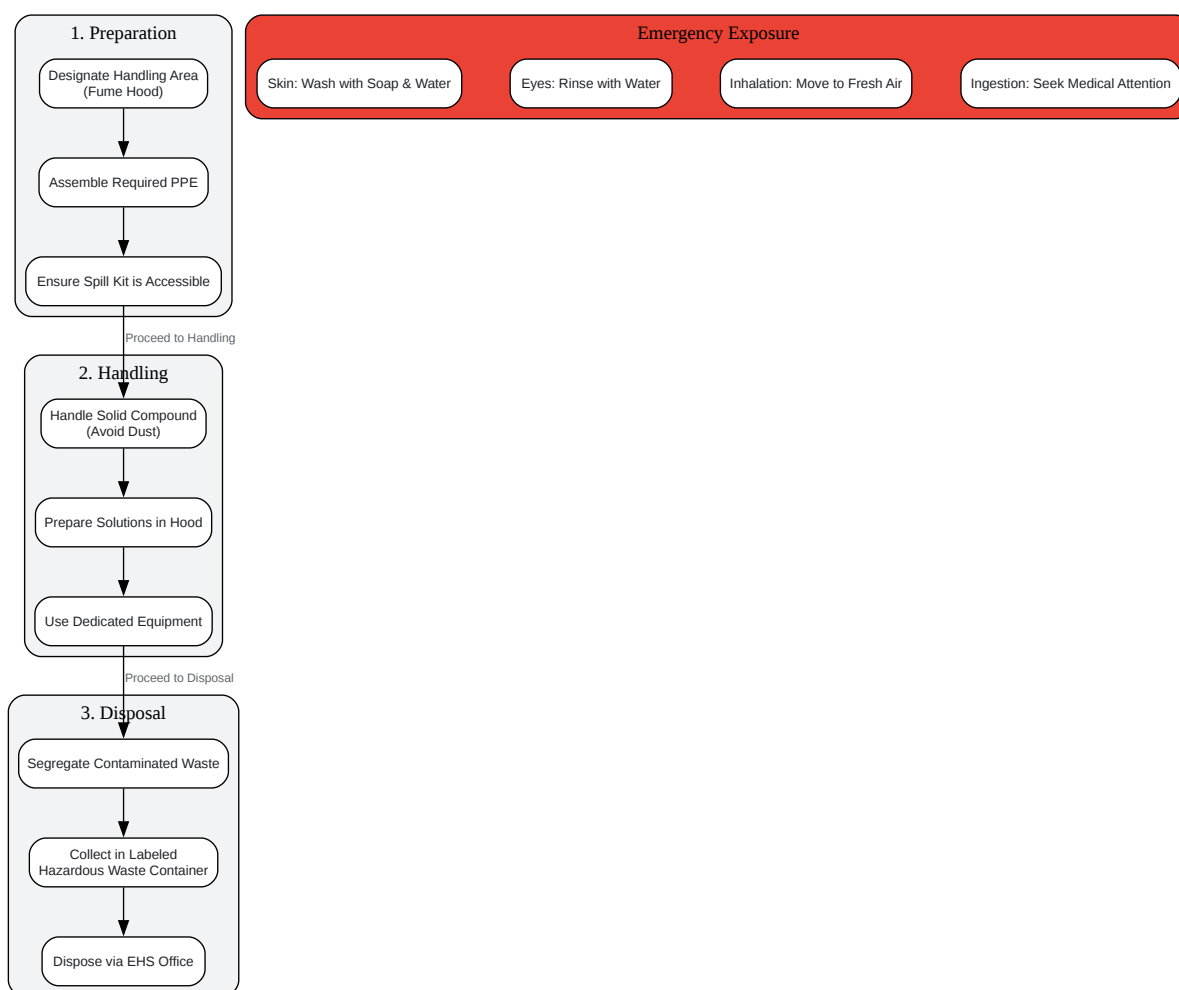 1. Preparation
Designate Handling Area
(Fume Hood)
Assemble Required PPE
Ensure Spill Kit is Accessible
Proceed to Handling
2. Handling
Handle Solid Compound
(Avoid Dust)
Prepare Solutions in Hood
Use Dedicated Equipment
Proceed to Disposal
3. Disposal
Segregate Contaminated Waste
Collect in Labeled
Hazardous Waste Container
Dispose via EHS Office
Emergency Exposure
Skin: Wash with Soap & Water
Eyes: Rinse with Water
Inhalation: Move to Fresh Air
Ingestion: Seek Medical Attention